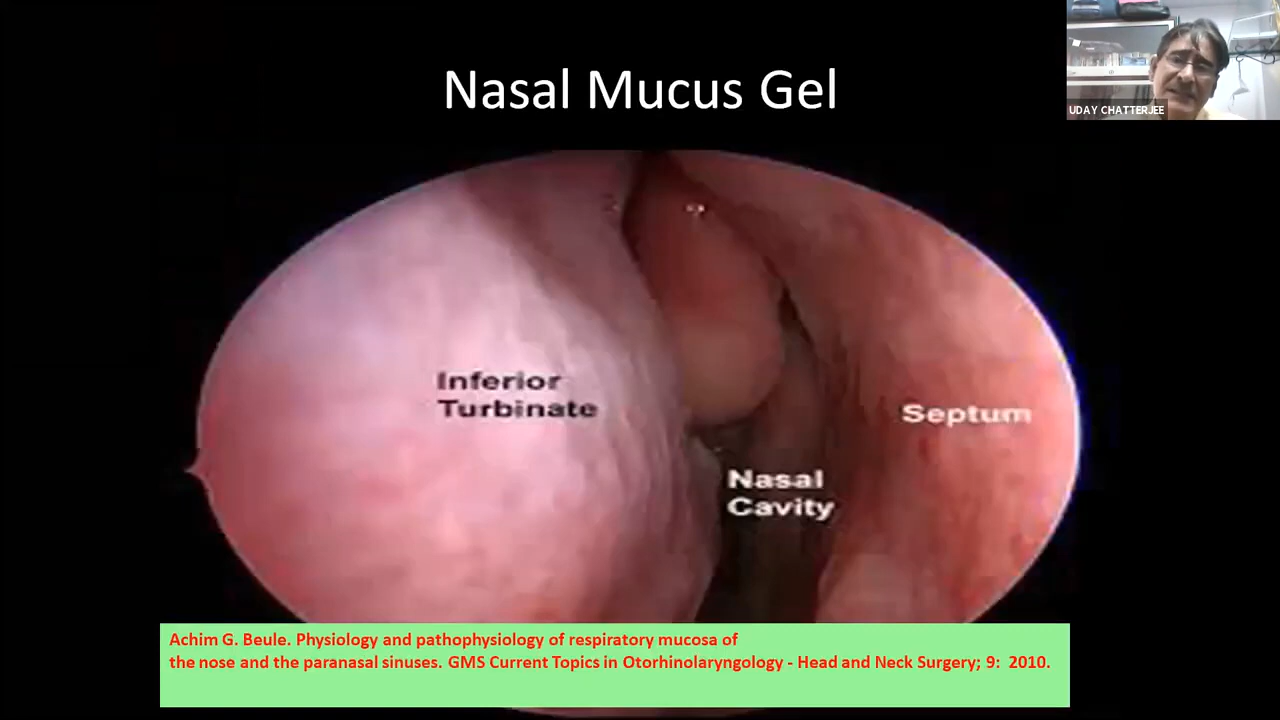 Nasal Mucus Gel
UDAY CHATTERJEE
Inferior
Turbinate
Septum
Nasal
Cavity
Achim G. Beule. Physiology and pathophysiology of respiratory mucosa of
the nose and the paranasal sinuses. GMS Current Topics in Otorhinolaryngology - Head and Neck Surgery; 9:  2010.